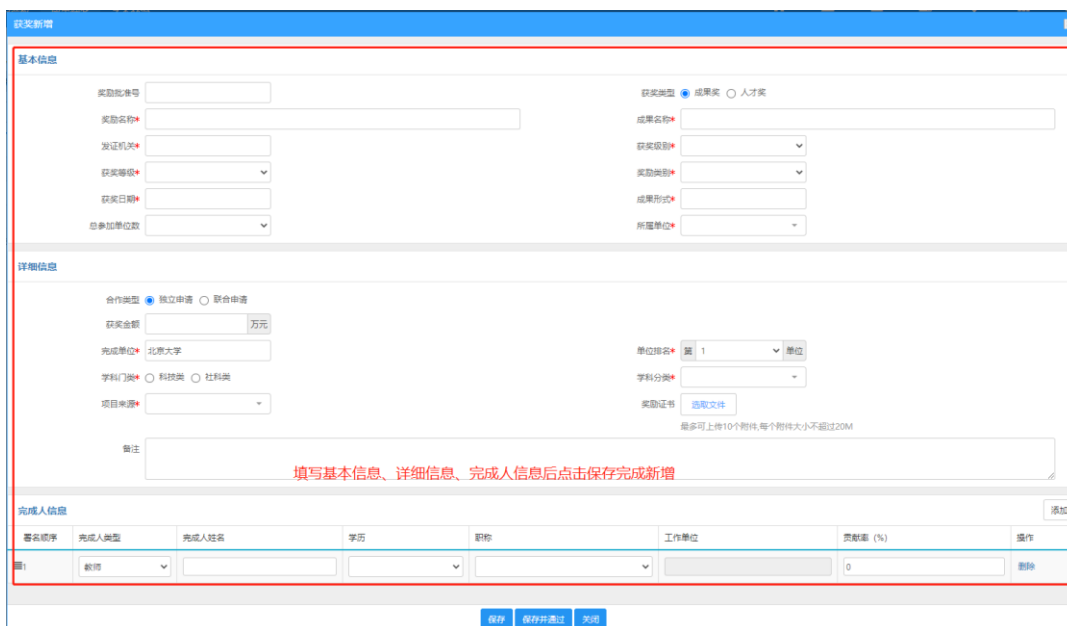 获奖新增
基本信息
奖励批准号 获奖类型 成果奖 人才奖
奖励名称* 成果名称*
发证机关* 获奖级别*
获奖等级* 奖励类别*
获奖日期* 成果形式*
总参加单位数 所属单位*
详细信息
合作类型 独立申请 联合申请
获奖金额 万元
完成单位* 北京大学 单位排名* 第 1 单位
学科门类* 科技类 社科类 学科分类*
项目来源* 奖励证书 选取文件
最多可上传10个附件,每个附件大小不超过20M
备注
填写基本信息、详细信息、完成人信息后点击保存完成新增
完成人信息 添加
署名顺序 完成人类型 完成人姓名 学历 职称 工作单位 贡献率 (%) 操作
1 教师 0 删除
保存 保存并通过 关闭